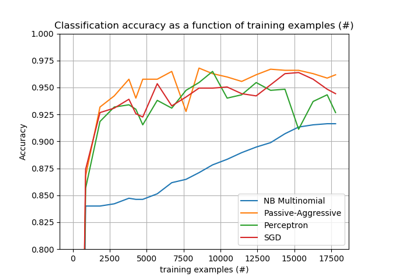 Classification accuracy as a function of training examples (#)
1.000
0.975
0.950
0.925
0.900
0.875
0.850
0.825
0.800
Accuracy
NB Multinomial
Passive-Aggressive
Perceptron
SGD
0 2500 5000 7500 10000 12500 15000 17500
training examples (#)